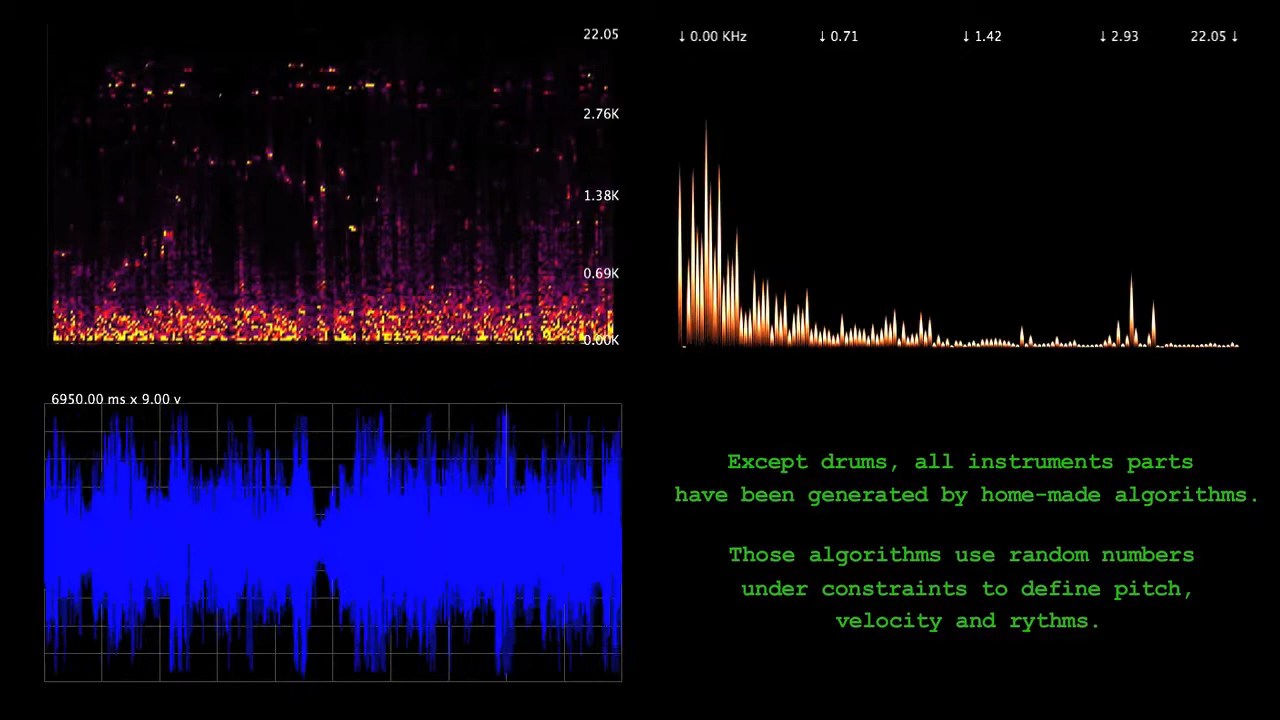 22.05
2.76K
1.38K
0.69K
0.00K
↓ 0.00 KHz ↓ 0.71 ↓ 1.42 ↓ 2.93 22.05 ↓
6950.00 ms x 9.00 v
Except drums, all instruments parts
have been generated by home-made algorithms.
Those algorithms use random numbers
under constraints to define pitch,
velocity and rythms.